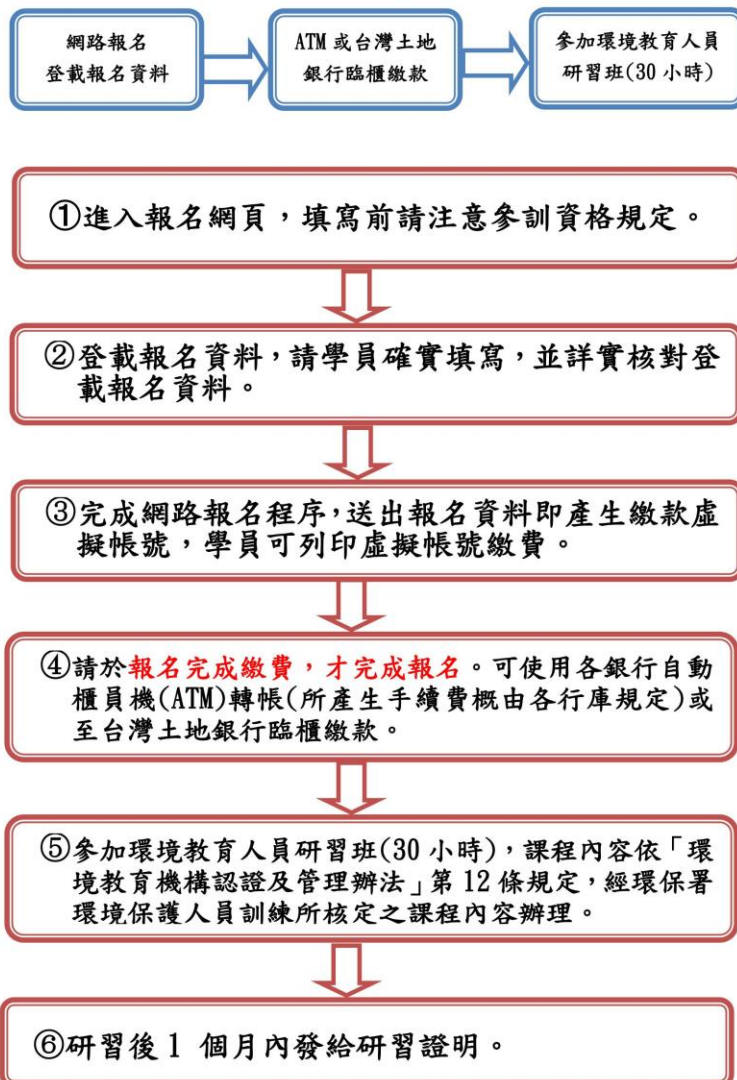 網路報名
登載報名資料
ATM 或台灣土地
銀行臨櫃繳款
參加環境教育人員
研習班(30 小時)
①進入報名網頁，填寫前請注意參訓資格規定。
②登載報名資料，請學員確實填寫，並詳實核對登
載報名資料。
③完成網路報名程序，送出報名資料即產生繳款虛
擬帳號，學員可列印虛擬帳號繳費。
④請於報名完成繳費，才完成報名。可使用各銀行自動
櫃員機(ATM)轉帳(所產生手續費概由各行庫規定)或
至台灣土地銀行臨櫃繳款。
⑤參加環境教育人員研習班(30 小時)，課程內容依「環
境教育機構認證及管理辦法」第 12 條規定，經環保署
環境保護人員訓練所核定之課程內容辦理。
⑥研習後 1 個月內發給研習證明。